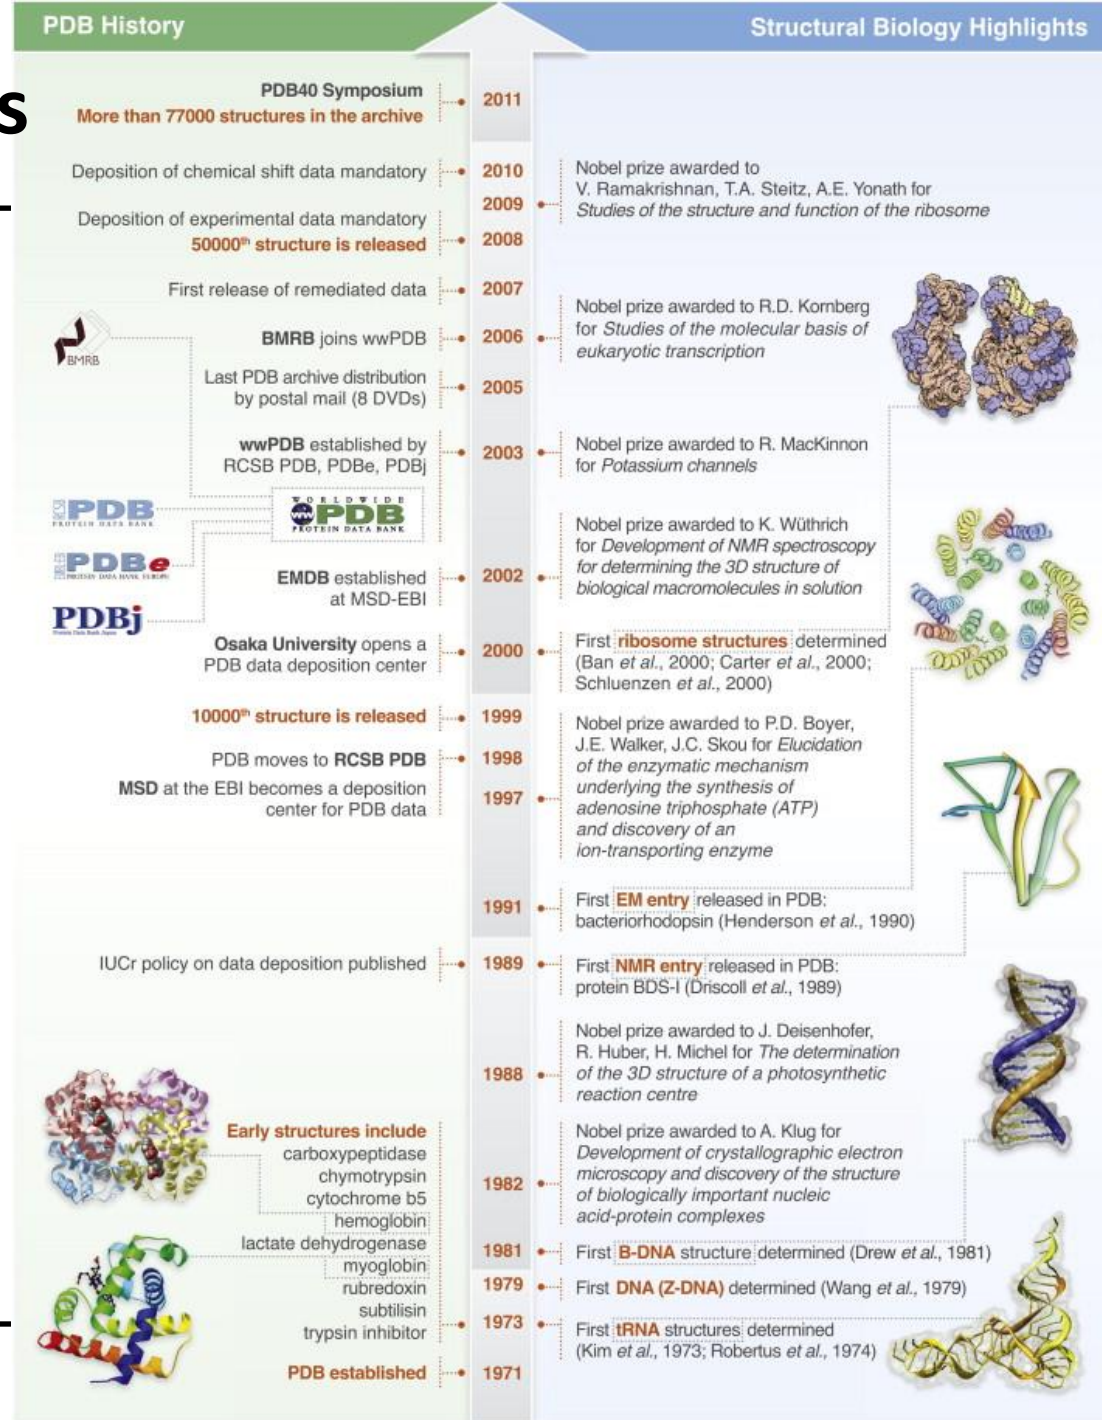 PDB History
Structural Biology Highlights
s
PDB40 Symposium
More than 77000 structures in the archive
2011
Deposition of chemical shift data mandatory
2010
2009
Nobel prize awarded to
V. Ramakrishnan, T.A. Steitz, A.E. Yonath for
Studies of the structure and function of the ribosome
Deposition of experimental data mandatory
50000th structure is released
2008
First release of remediated data
2007
BMRB
BMRB joins wwPDB
2006
Nobel prize awarded to R.D. Kornberg
for Studies of the molecular basis of
eukaryotic transcription
Last PDB archive distribution
by postal mail (8 DVDs)
2005
wwPDB established by
RCSB PDB, PDBe, PDBj
2003
Nobel prize awarded to R. MacKinnon
for Potassium channels
PDB
PROTEIN DATA BANK
WORLDWIDE
wwPDB
PROTEIN DATA BANK
PDBe
PROTEIN DATA BANK EUROPE
PDBj
Protein Data Bank Japan
EMDB established
at MSD-EBI
2002
Nobel prize awarded to K. Wüthrich
for Development of NMR spectroscopy
for determining the 3D structure of
biological macromolecules in solution
Osaka University opens a
PDB data deposition center
2000
First ribosome structures determined
(Ban et al., 2000; Carter et al., 2000;
Schluenzen et al., 2000)
10000th structure is released
1999
PDB moves to RCSB PDB
1998
MSD at the EBI becomes a deposition
center for PDB data
1997
Nobel prize awarded to P.D. Boyer,
J.E. Walker, J.C. Skou for Elucidation
of the enzymatic mechanism
underlying the synthesis of
adenosine triphosphate (ATP)
and discovery of an
ion-transporting enzyme
1991
First EM entry released in PDB:
bacteriorhodopsin (Henderson et al., 1990)
IUCr policy on data deposition published
1989
First NMR entry released in PDB:
protein BDS-I (Driscoll et al., 1989)
1988
Nobel prize awarded to J. Deisenhofer,
R. Huber, H. Michel for The determination
of the 3D structure of a photosynthetic
reaction centre
1982
Nobel prize awarded to A. Klug for
Development of crystallographic electron
microscopy and discovery of the structure
of biologically important nucleic
acid-protein complexes
1981
First B-DNA structure determined (Drew et al., 1981)
1979
First DNA (Z-DNA) determined (Wang et al., 1979)
Early structures include
carboxypeptidase
chymotrypsin
cytochrome b5
hemoglobin
lactate dehydrogenase
myoglobin
rubredoxin
subtilisin
trypsin inhibitor
1973
First tRNA structures determined
(Kim et al., 1973; Robertus et al., 1974)
PDB established
1971